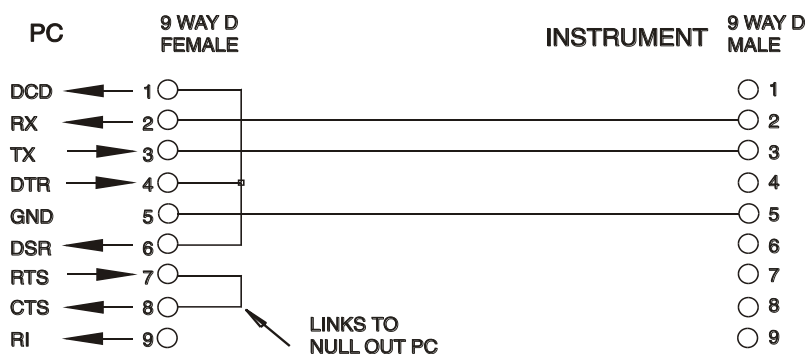 PC
9 WAY D
FEMALE
INSTRUMENT
9 WAY D
MALE
DCD 1 1
RX 2 2
TX 3 3
DTR 4 4
GND 5 5
DSR 6 6
RTS 7 7
CTS 8 8
RI 9 9
LINKS TO
NULL OUT PC